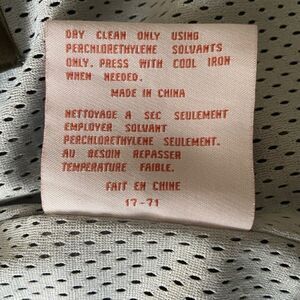 DRY CLEAN ONLY USING
PERCHLORETHYLENE SOLVANTS
ONLY. PRESS WITH COOL IRON
WHEN NEEDED.
MADE IN CHINA
NETTOYAGE A SEC SEULEMENT
EMPLOYER SOLVANT
PERCHLORETHYLENE SEULEMENT.
AU BESOIN REPASSER
TEMPERATURE FAIBLE.
FAIT EN CHINE
17-71